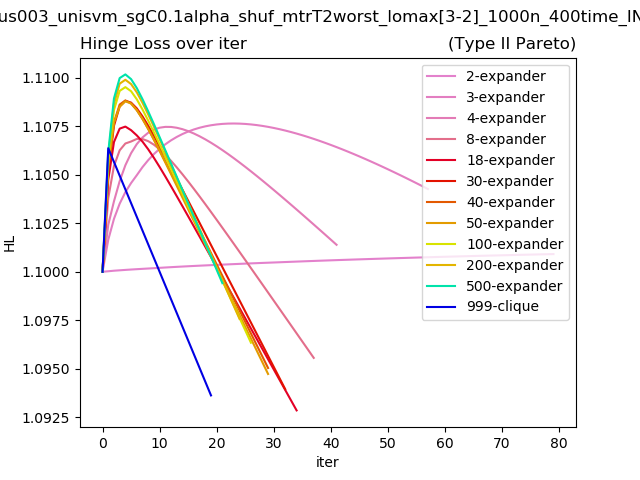 us003_unisvm_sgC0.1alpha_shuf_mtrT2worst_lomax[3-2]_1000n_400time_IN
Hinge Loss over iter (Type II Pareto)
1.1100
1.1075
1.1050
1.1025
1.1000
1.0975
1.0950
1.0925
HL
0 10 20 30 40 50 60 70 80
iter
2-expander
3-expander
4-expander
8-expander
18-expander
30-expander
40-expander
50-expander
100-expander
200-expander
500-expander
999-clique